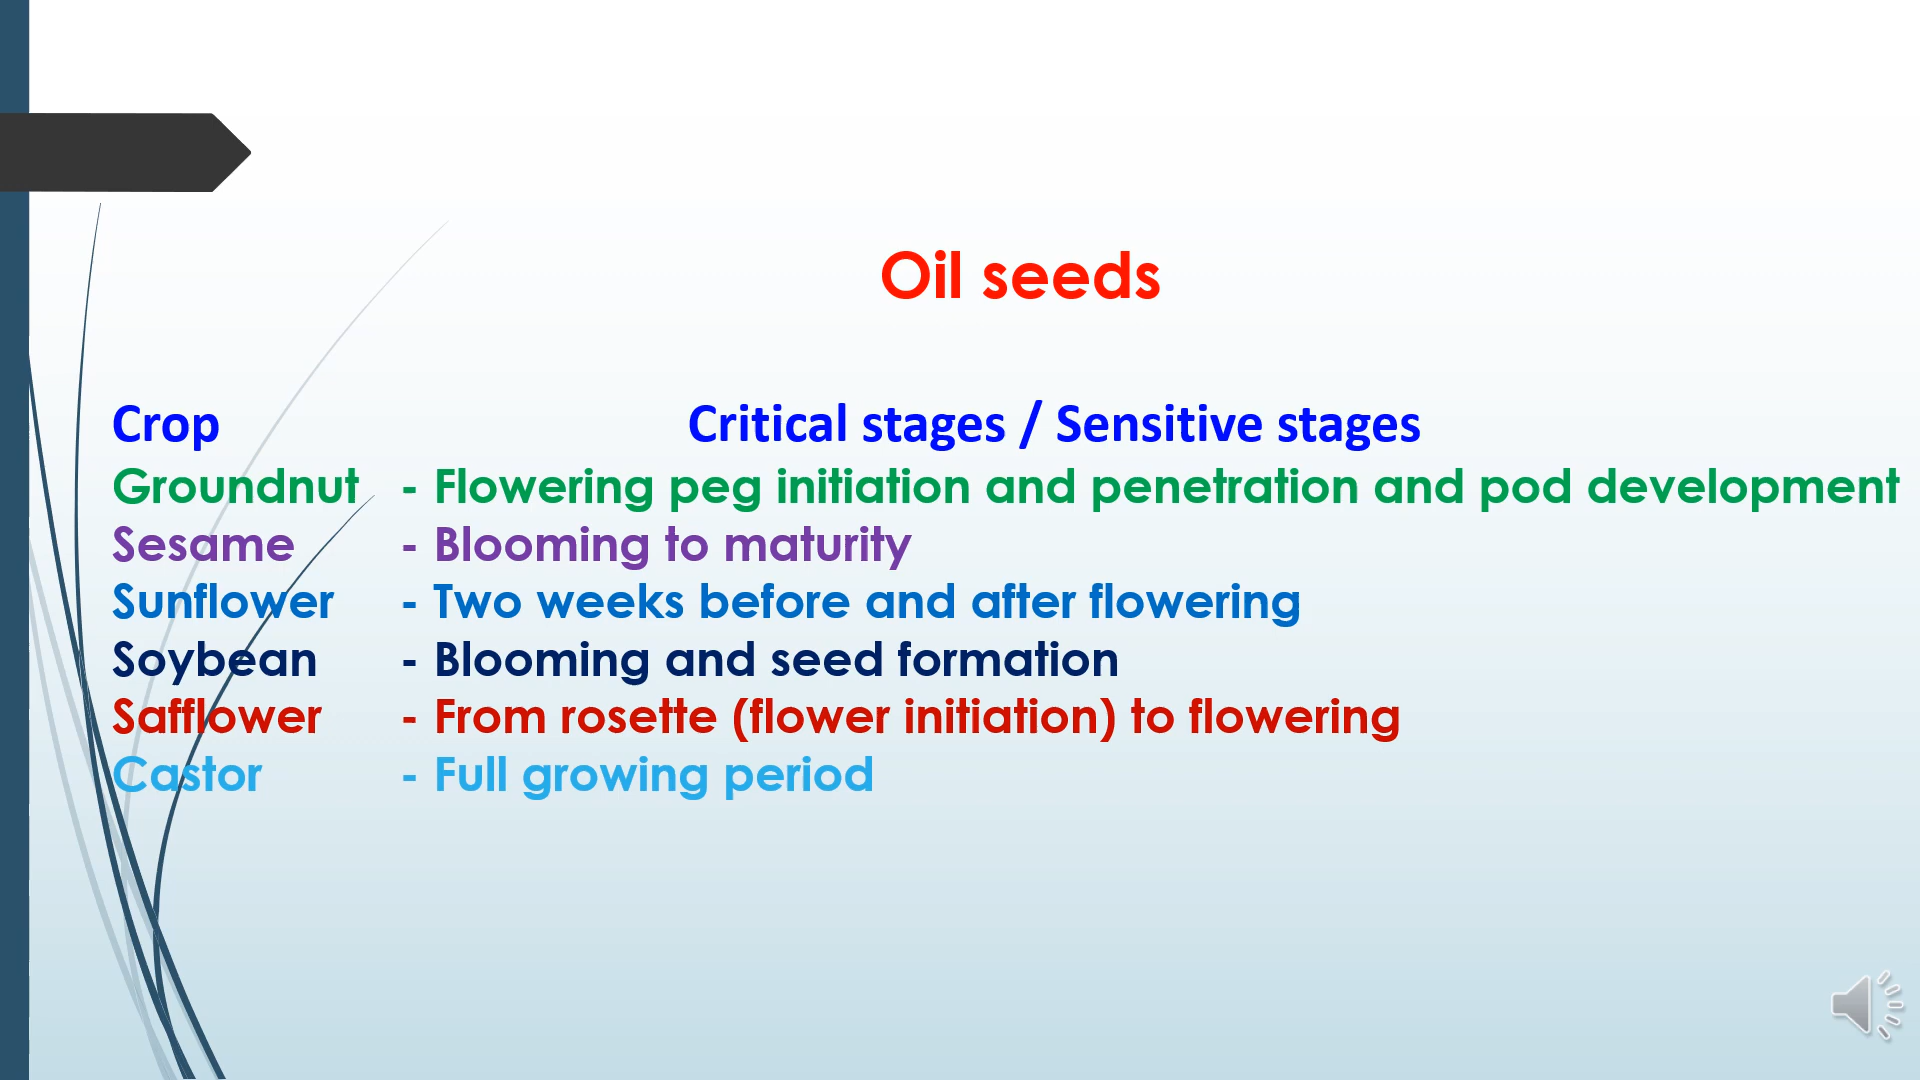 Oil seeds
Crop Critical stages / Sensitive stages
Groundnut - Flowering peg initiation and penetration and pod development
Sesame - Blooming to maturity
Sunflower - Two weeks before and after flowering
Soybean - Blooming and seed formation
Safflower - From rosette (flower initiation) to flowering
Castor - Full growing period